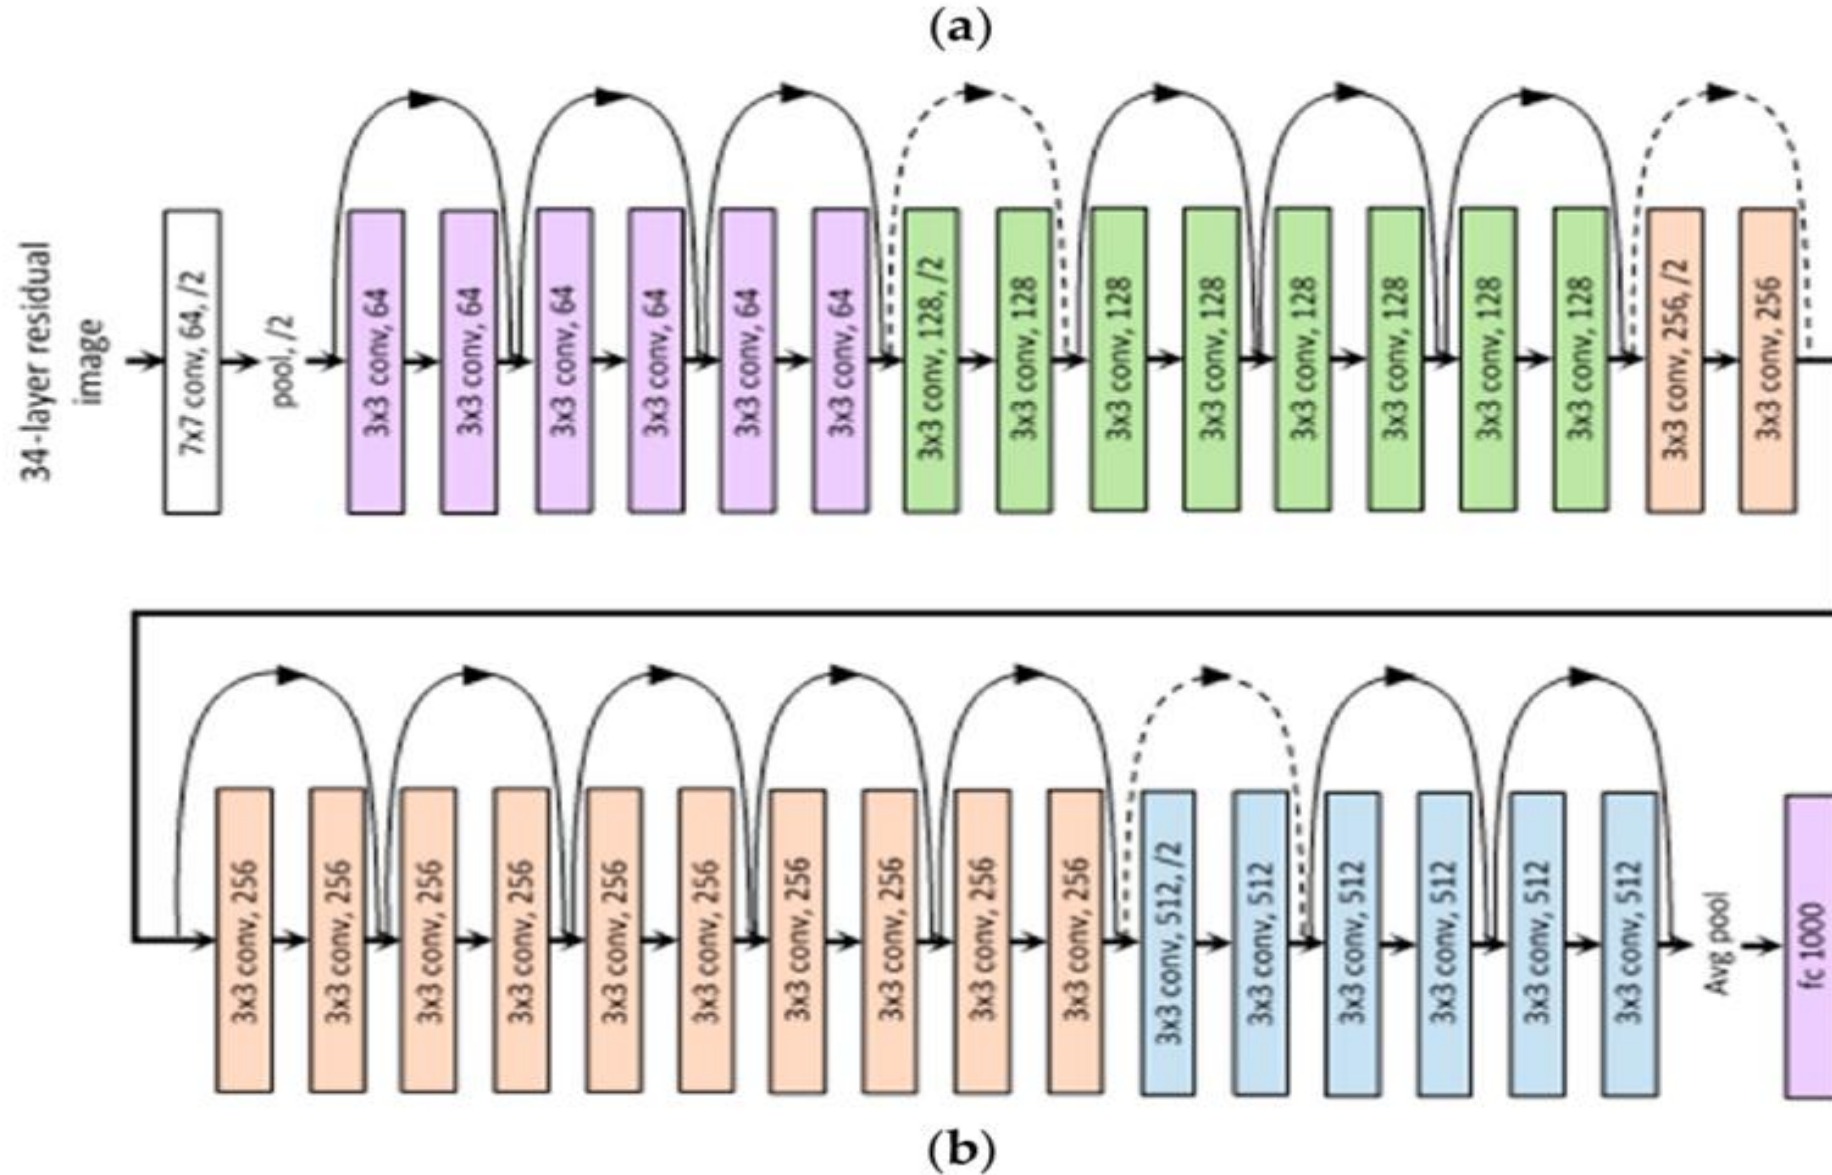 (a)
34-layer residual
image
7x7 conv, 64, /2
pool, /2
3x3 conv, 64
3x3 conv, 64
3x3 conv, 64
3x3 conv, 64
3x3 conv, 64
3x3 conv, 64
3x3 conv, 128, /2
3x3 conv, 128
3x3 conv, 128
3x3 conv, 128
3x3 conv, 128
3x3 conv, 128
3x3 conv, 128
3x3 conv, 128
3x3 conv, 256, /2
3x3 conv, 256
3x3 conv, 256
3x3 conv, 256
3x3 conv, 256
3x3 conv, 256
3x3 conv, 256
3x3 conv, 256
3x3 conv, 256
3x3 conv, 256
3x3 conv, 256
3x3 conv, 256
3x3 conv, 512, /2
3x3 conv, 512
3x3 conv, 512
3x3 conv, 512
3x3 conv, 512
3x3 conv, 512
Avg pool
fc 1000
(b)